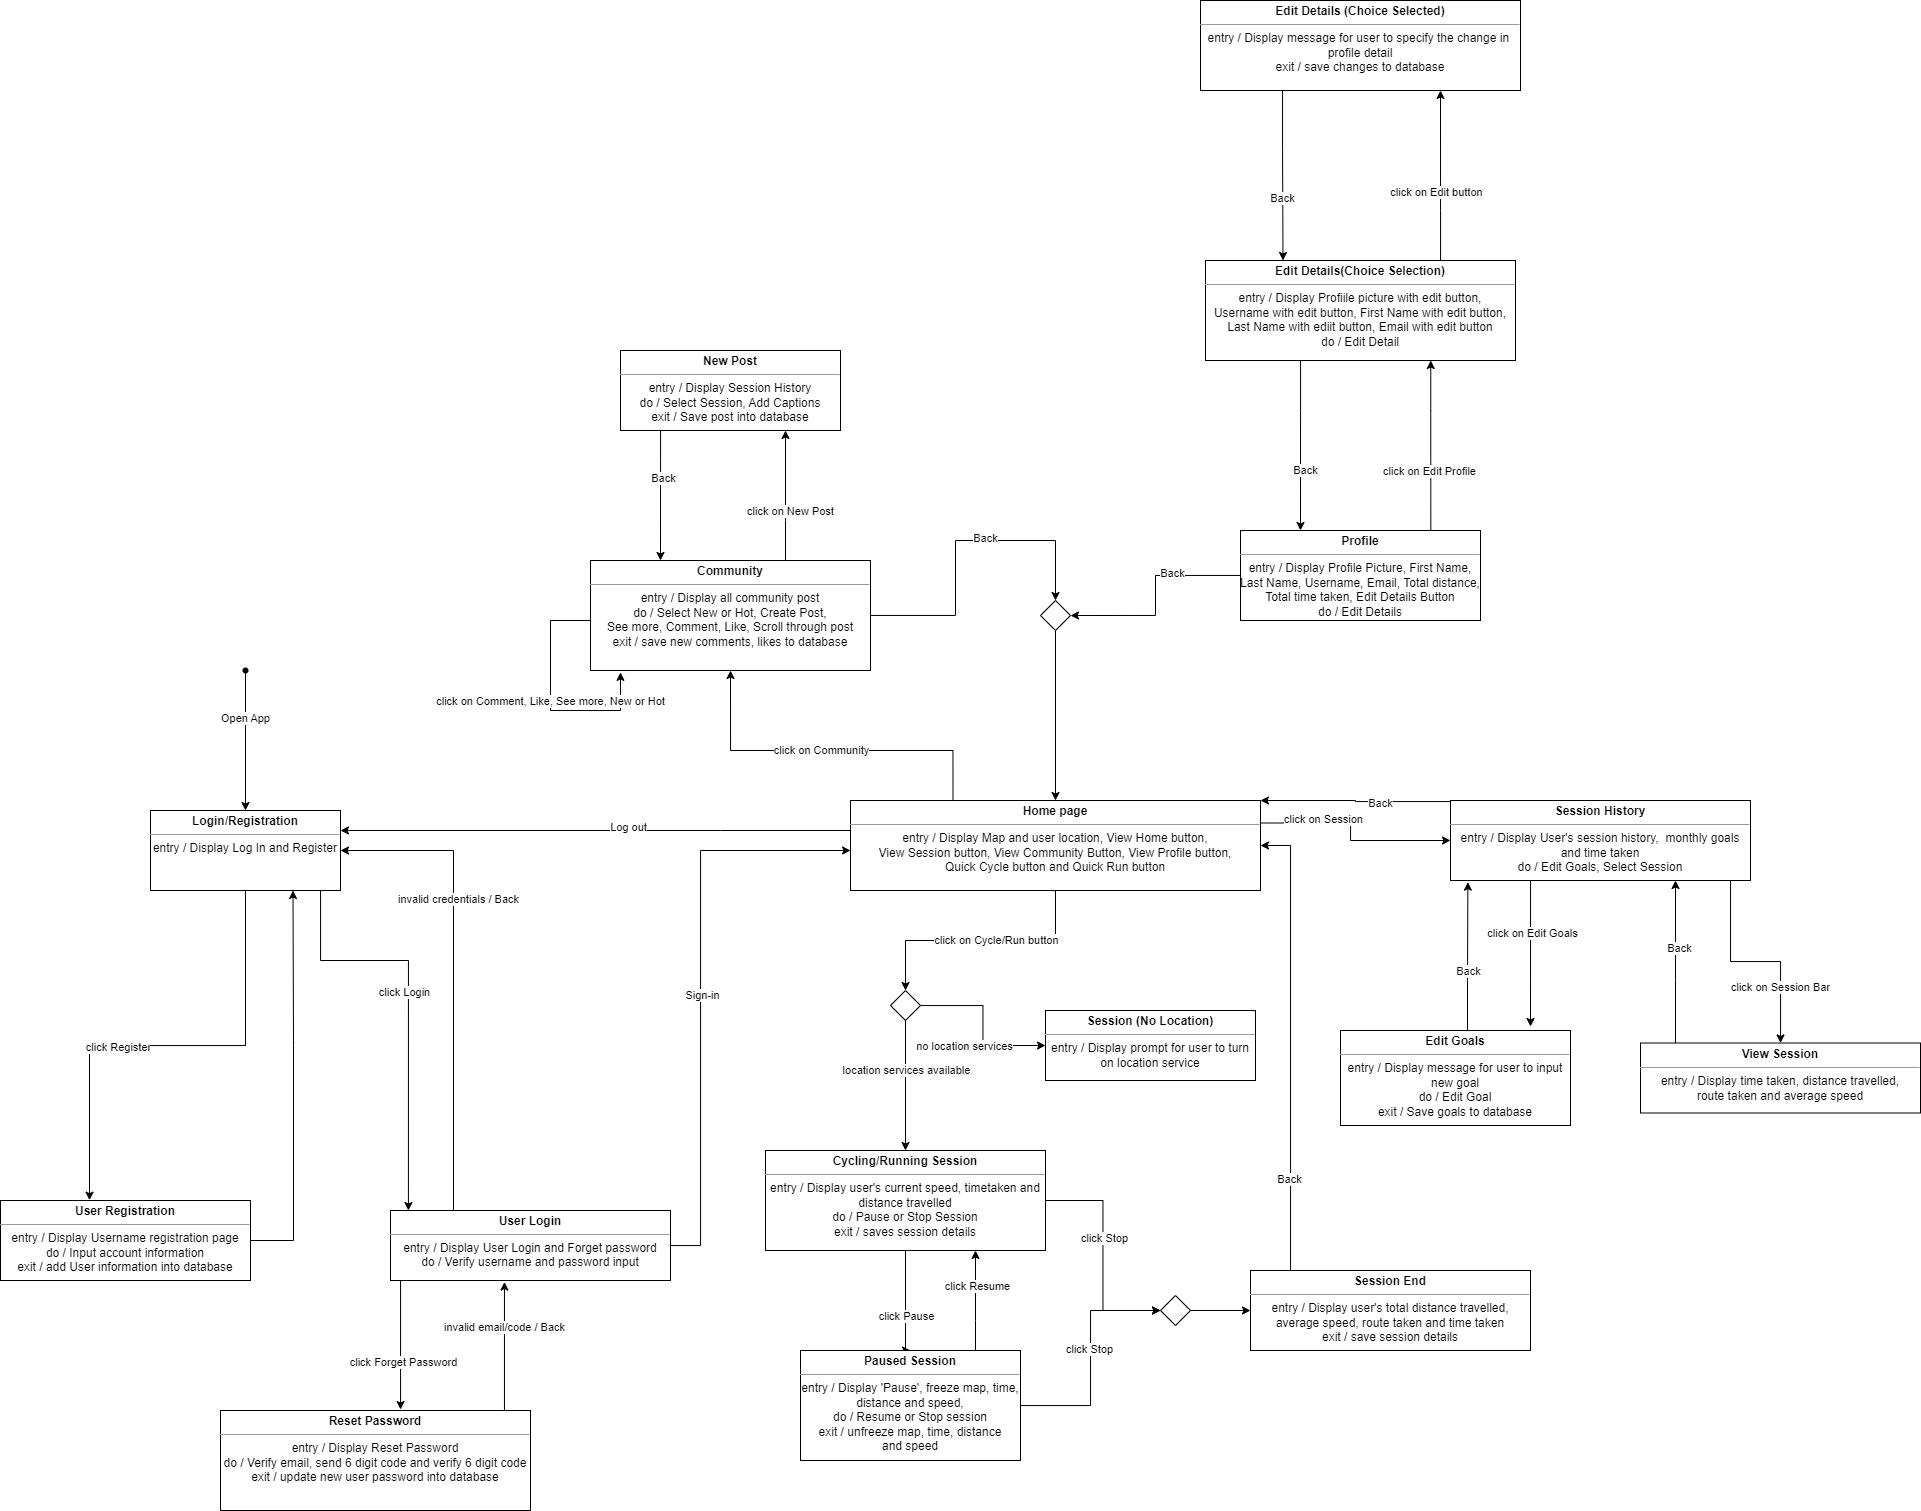 Edit Details (Choice Selected)
entry / Display message for user to specify the change in
profile detail
exit / save changes to database
Back
click on Edit button
Edit Details(Choice Selection)
entry / Display Profiile picture with edit button,
Username with edit button, First Name with edit button,
Last Name with ediit button, Email with edit button
do / Edit Detail
New Post
entry / Display Session History
do / Select Session, Add Captions
exit / Save post into database
Back
click on New Post
Back
click on Edit Profile
Back
Profile
entry / Display Profile Picture, First Name,
Last Name, Username, Email, Total distance,
Total time taken, Edit Details Button
do / Edit Details
Back
Community
entry / Display all community post
do / Select New or Hot, Create Post,
See more, Comment, Like, Scroll through post
exit / save new comments, likes to database
click on Comment, Like, See more, New or Hot
Open App
click on Community
Login/Registration
entry / Display Log In and Register
Log out
Home page
entry / Display Map and user location, View Home button,
View Session button, View Community Button, View Profile button,
Quick Cycle button and Quick Run button
Back
click on Session
Session History
entry / Display User's session history,  monthly goals
and time taken
do / Edit Goals, Select Session
invalid credentials / Back
click on Cycle/Run button
click on Edit Goals
Back
Back
click on Session Bar
click Login
Sign-in
click Register
no location services
location services available
Session (No Location)
entry / Display prompt for user to turn
on location service
Edit Goals
entry / Display message for user to input
new goal
do / Edit Goal
exit / Save goals to database
View Session
entry / Display time taken, distance travelled,
route taken and average speed
Cycling/Running Session
entry / Display user's current speed, timetaken and
distance travelled
do / Pause or Stop Session
exit / saves session details
Back
User Registration
entry / Display Username registration page
do / Input account information
exit / add User information into database
User Login
entry / Display User Login and Forget password
do / Verify username and password input
click Stop
click Resume
click Pause
click Stop
Session End
entry / Display user's total distance travelled,
average speed, route taken and time taken
exit / save session details
invalid email/code / Back
click Forget Password
Paused Session
entry / Display 'Pause', freeze map, time,
distance and speed,
do / Resume or Stop session
exit / unfreeze map, time, distance
and speed
Reset Password
entry / Display Reset Password
do / Verify email, send 6 digit code and verify 6 digit code
exit / update new user password into database